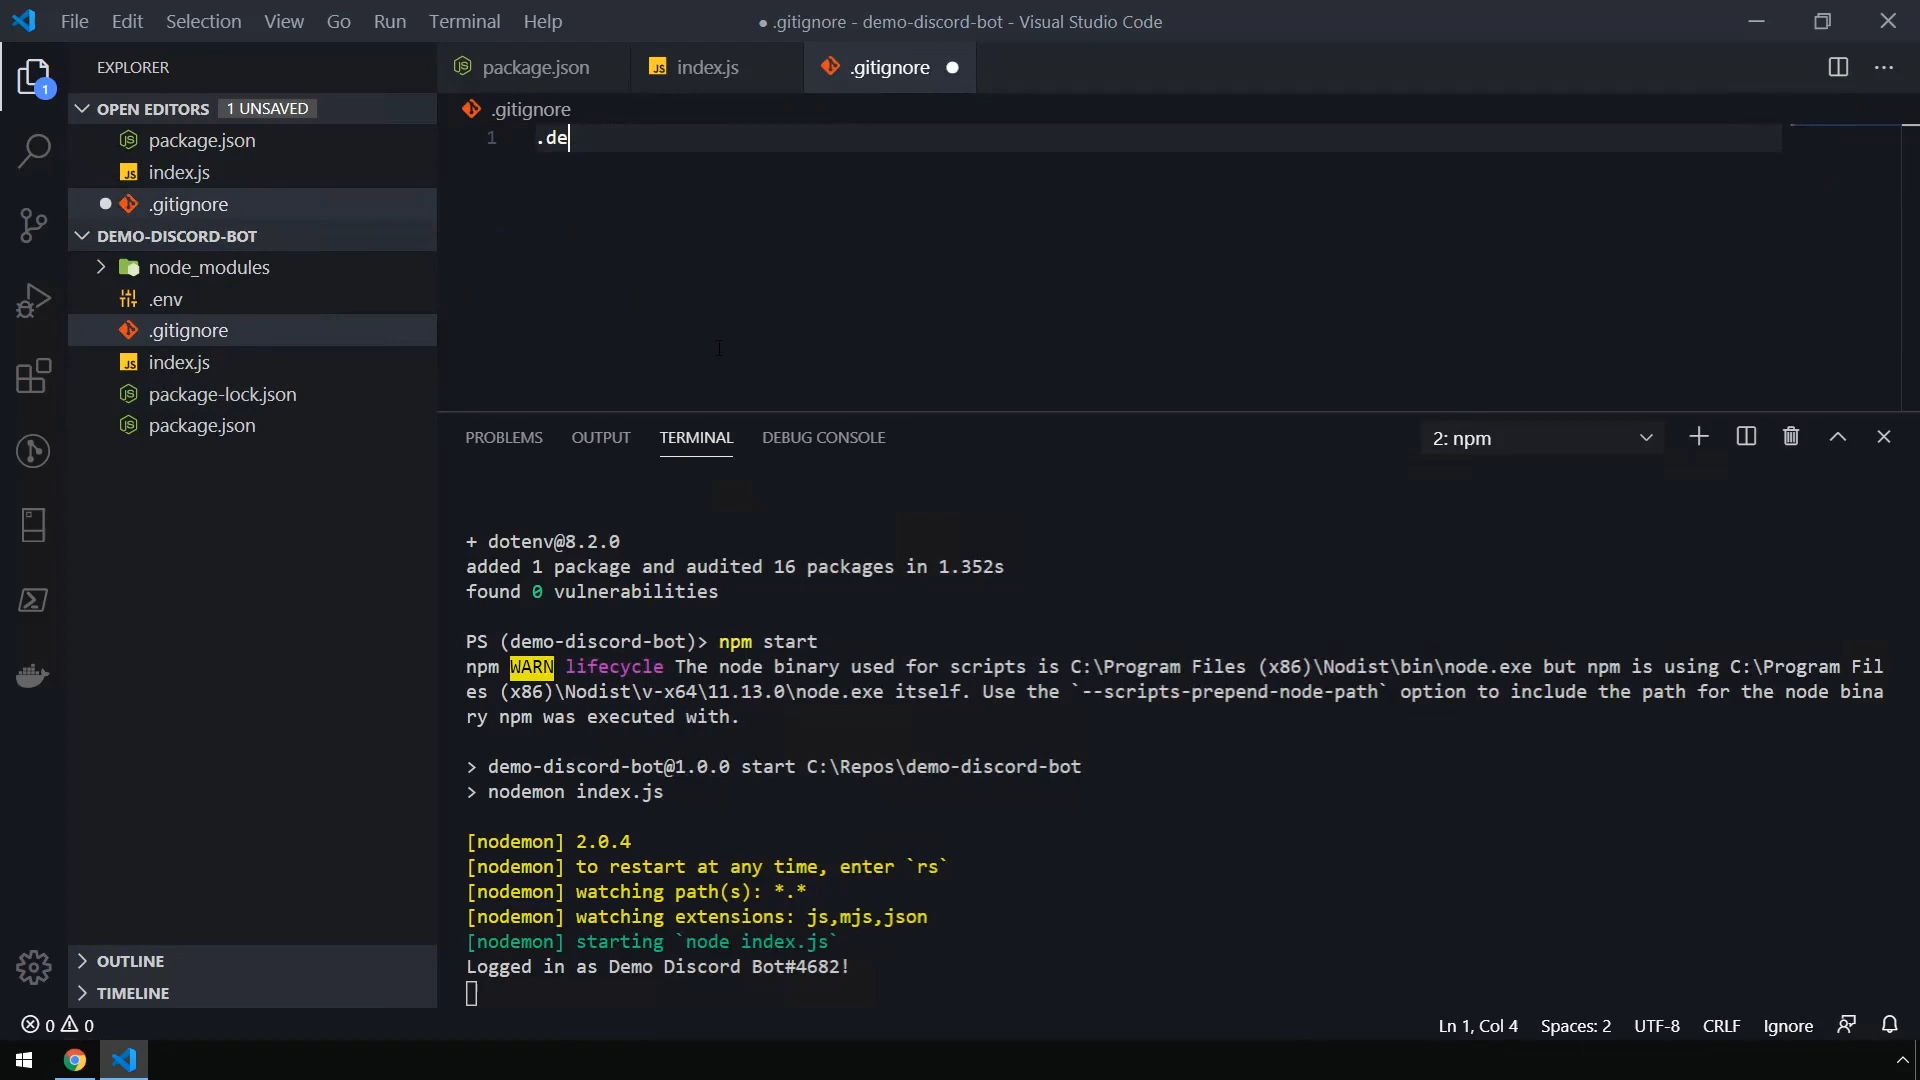 File Edit Selection View Go Run Terminal Help
● .gitignore - demo-discord-bot - Visual Studio Code
EXPLORER
1
OPEN EDITORS 1 UNSAVED
package.json
index.js
.gitignore
DEMO-DISCORD-BOT
node_modules
.env
.gitignore
index.js
package-lock.json
package.json
OUTLINE
TIMELINE
package.json index.js .gitignore
.gitignore
1 .de
PROBLEMS OUTPUT TERMINAL DEBUG CONSOLE 2: npm
+ dotenv@8.2.0
added 1 package and audited 16 packages in 1.352s
found 0 vulnerabilities
PS (demo-discord-bot)> npm start
npm WARN lifecycle The node binary used for scripts is C:\Program Files (x86)\Nodist\bin\node.exe but npm is using C:\Program Fil
es (x86)\Nodist\v-x64\11.13.0\node.exe itself. Use the `--scripts-prepend-node-path` option to include the path for the node bina
ry npm was executed with.
> demo-discord-bot@1.0.0 start C:\Repos\demo-discord-bot
> nodemon index.js
[nodemon] 2.0.4
[nodemon] to restart at any time, enter `rs`
[nodemon] watching path(s): *.*
[nodemon] watching extensions: js,mjs,json
[nodemon] starting `node index.js`
Logged in as Demo Discord Bot#4682!
0 0
Ln 1, Col 4 Spaces: 2 UTF-8 CRLF Ignore